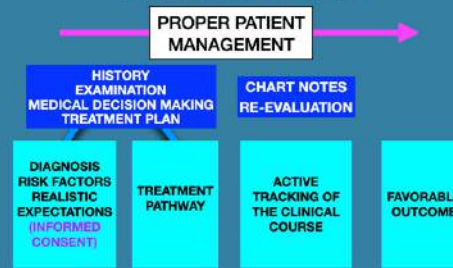 PROPER PATIENT
MANAGEMENT
HISTORY
EXAMINATION
MEDICAL DECISION MAKING
TREATMENT PLAN
CHART NOTES
RE-EVALUATION
DIAGNOSIS
RISK FACTORS
REALISTIC
EXPECTATIONS
(INFORMED
CONSENT)
TREATMENT
PATHWAY
ACTIVE
TRACKING OF
THE CLINICAL
COURSE
FAVORABL
OUTCOME